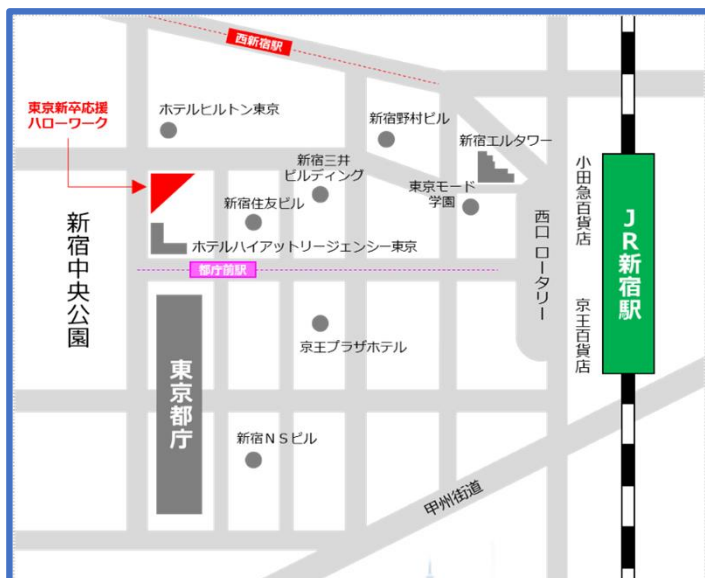 西新宿駅
東京新卒応援
ハローワーク
ホテルヒルトン東京
新宿野村ビル
新宿エルタワー
新宿三井
ビルディング
東京モード
学園
新宿住友ビル
小田急百貨店
JR新宿駅
西口 ロータリー
新宿中央公園
ホテルハイアットリージェンシー東京
都庁前駅
京王百貨店
京王プラザホテル
東京都庁
新宿NSビル
甲州街道